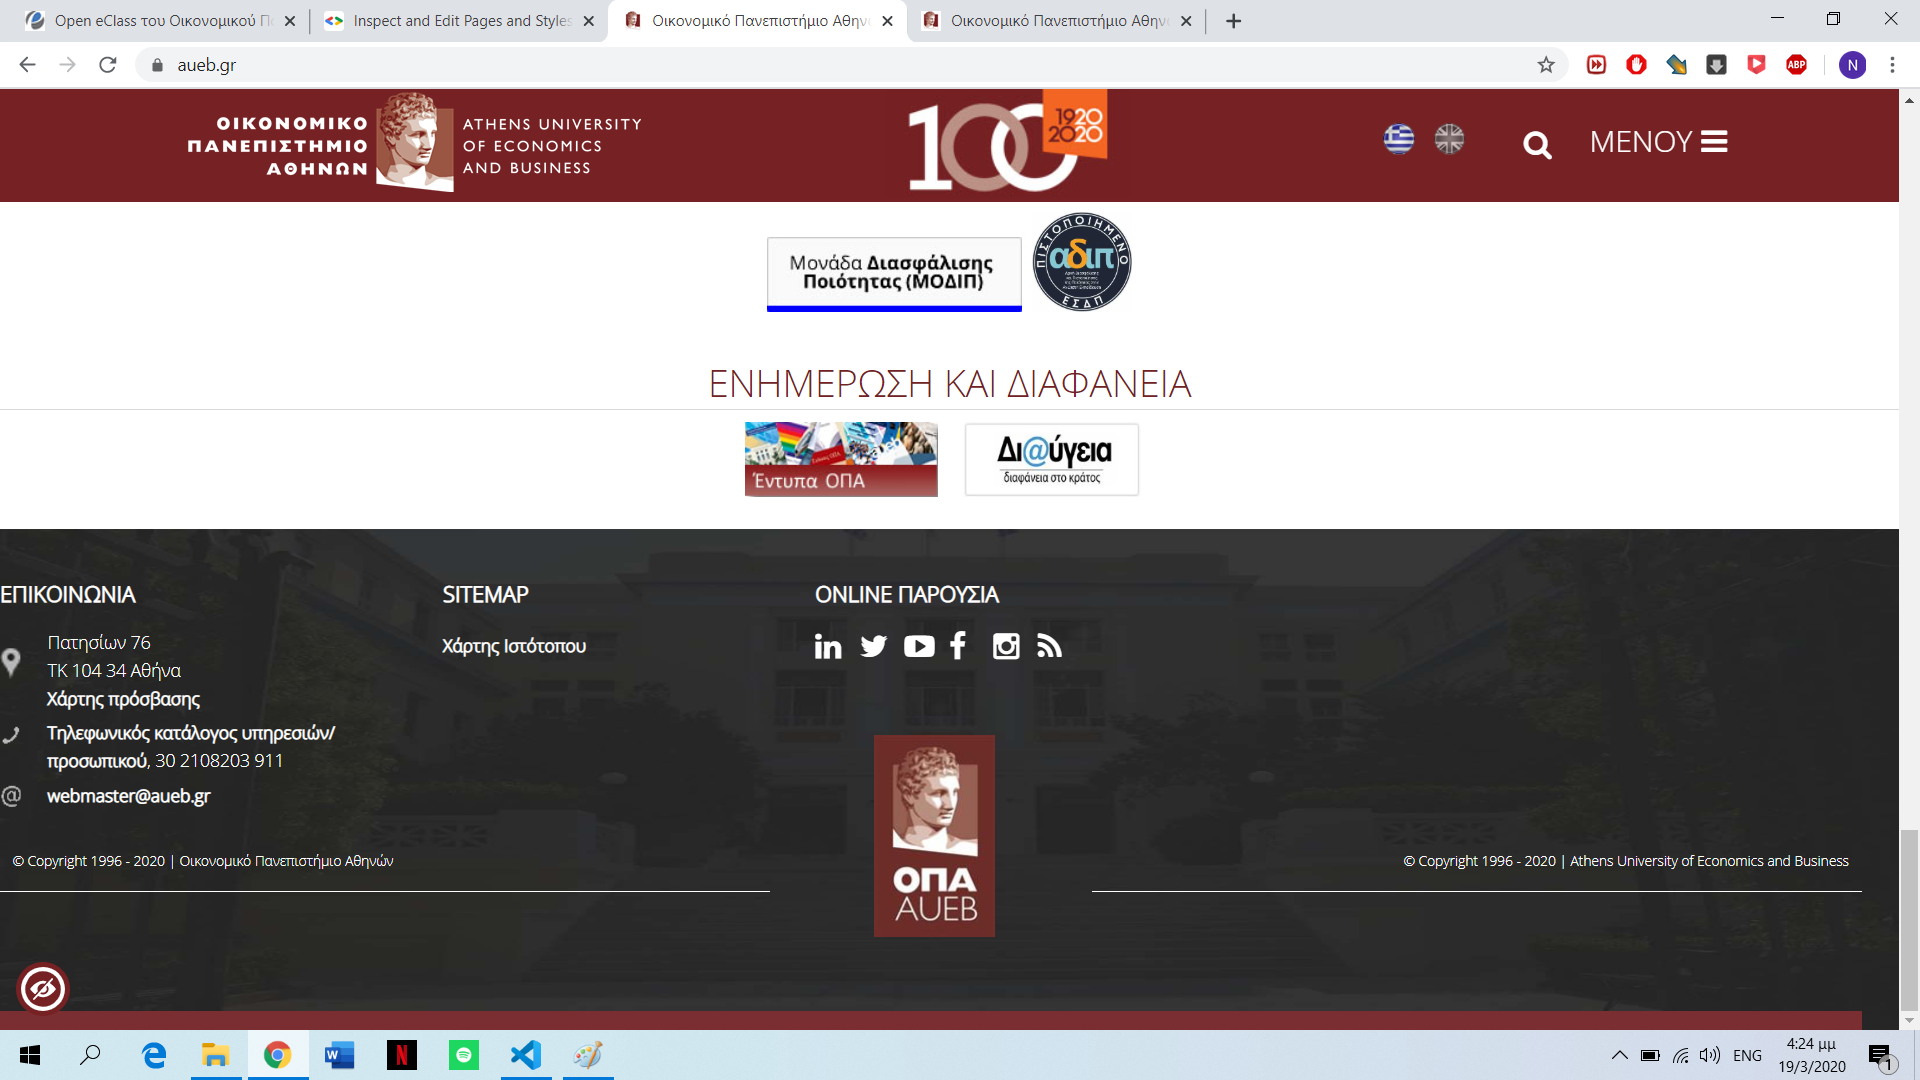 Open eClass του Οικονομικού Πα
Inspect and Edit Pages and Styles
Οικονομικό Πανεπιστήμιο Αθην
Οικονομικό Πανεπιστήμιο Αθην
aueb.gr
ABP
N
ΟΙΚΟΝΟΜΙΚΟ
ΠΑΝΕΠΙΣΤΗΜΙΟ
ΑΘΗΝΩΝ
ATHENS UNIVERSITY
OF ECONOMICS
AND BUSINESS
100
1920
2020
ΜΕΝΟΥ
Μονάδα Διασφάλισης
Ποιότητας (ΜΟΔΙΠ)
ΠΙΣΤΟΠΟΙΗΜΕΝΟ
αδιπ
ΕΣΔΠ
ΕΝΗΜΕΡΩΣΗ ΚΑΙ ΔΙΑΦΑΝΕΙΑ
Έντυπα ΟΠΑ
Δι@ύγεια
διαφάνεια στο κράτος
ΕΠΙΚΟΙΝΩΝΙΑ
SITEMAP
ONLINE ΠΑΡΟΥΣΙΑ
Πατησίων 76
ΤΚ 104 34 Αθήνα
Χάρτης πρόσβασης
Χάρτης Ιστότοπου
Τηλεφωνικός κατάλογος υπηρεσιών/
προσωπικού, 30 2108203 911
webmaster@aueb.gr
© Copyright 1996 - 2020 | Οικονομικό Πανεπιστήμιο Αθηνών
ΟΠΑ
AUEB
© Copyright 1996 - 2020 | Athens University of Economics and Business
ENG
4:24 μμ
19/3/2020
1